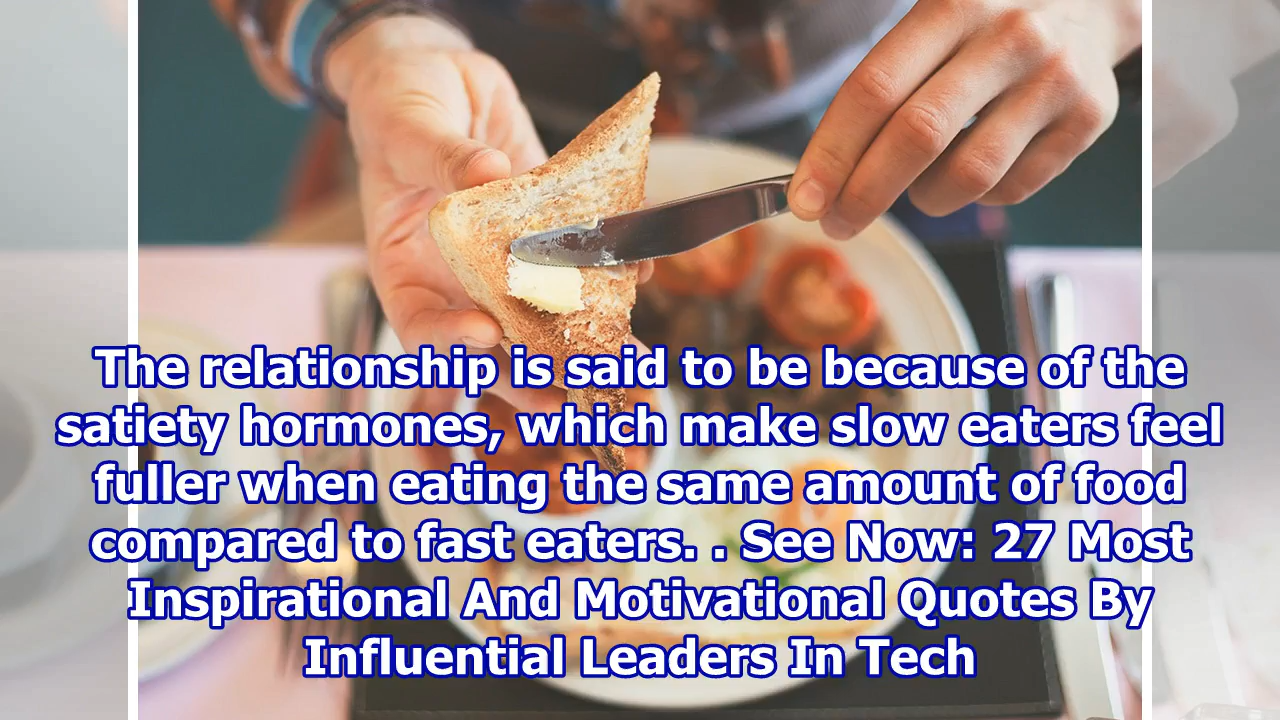 The relationship is said to be because of the
satiety hormones, which make slow eaters feel
fuller when eating the same amount of food
compared to fast eaters. . See Now: 27 Most
Inspirational And Motivational Quotes By
Influential Leaders In Tech